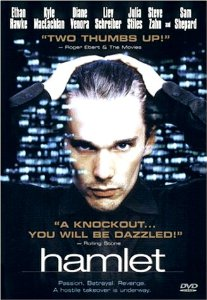 Ethan Hawke
Kyle MacLachlan
Diane Venora
Liev Schreiber
Julia Stiles
Steve Zahn
and
Sam Shepard
"TWO THUMBS UP!"
- Roger Ebert & The Movies
"A KNOCKOUT...
YOU WILL BE DAZZLED!"
- Rolling Stone
hamlet
Passion. Betrayal. Revenge.
A hostile takeover is underway.
DVD